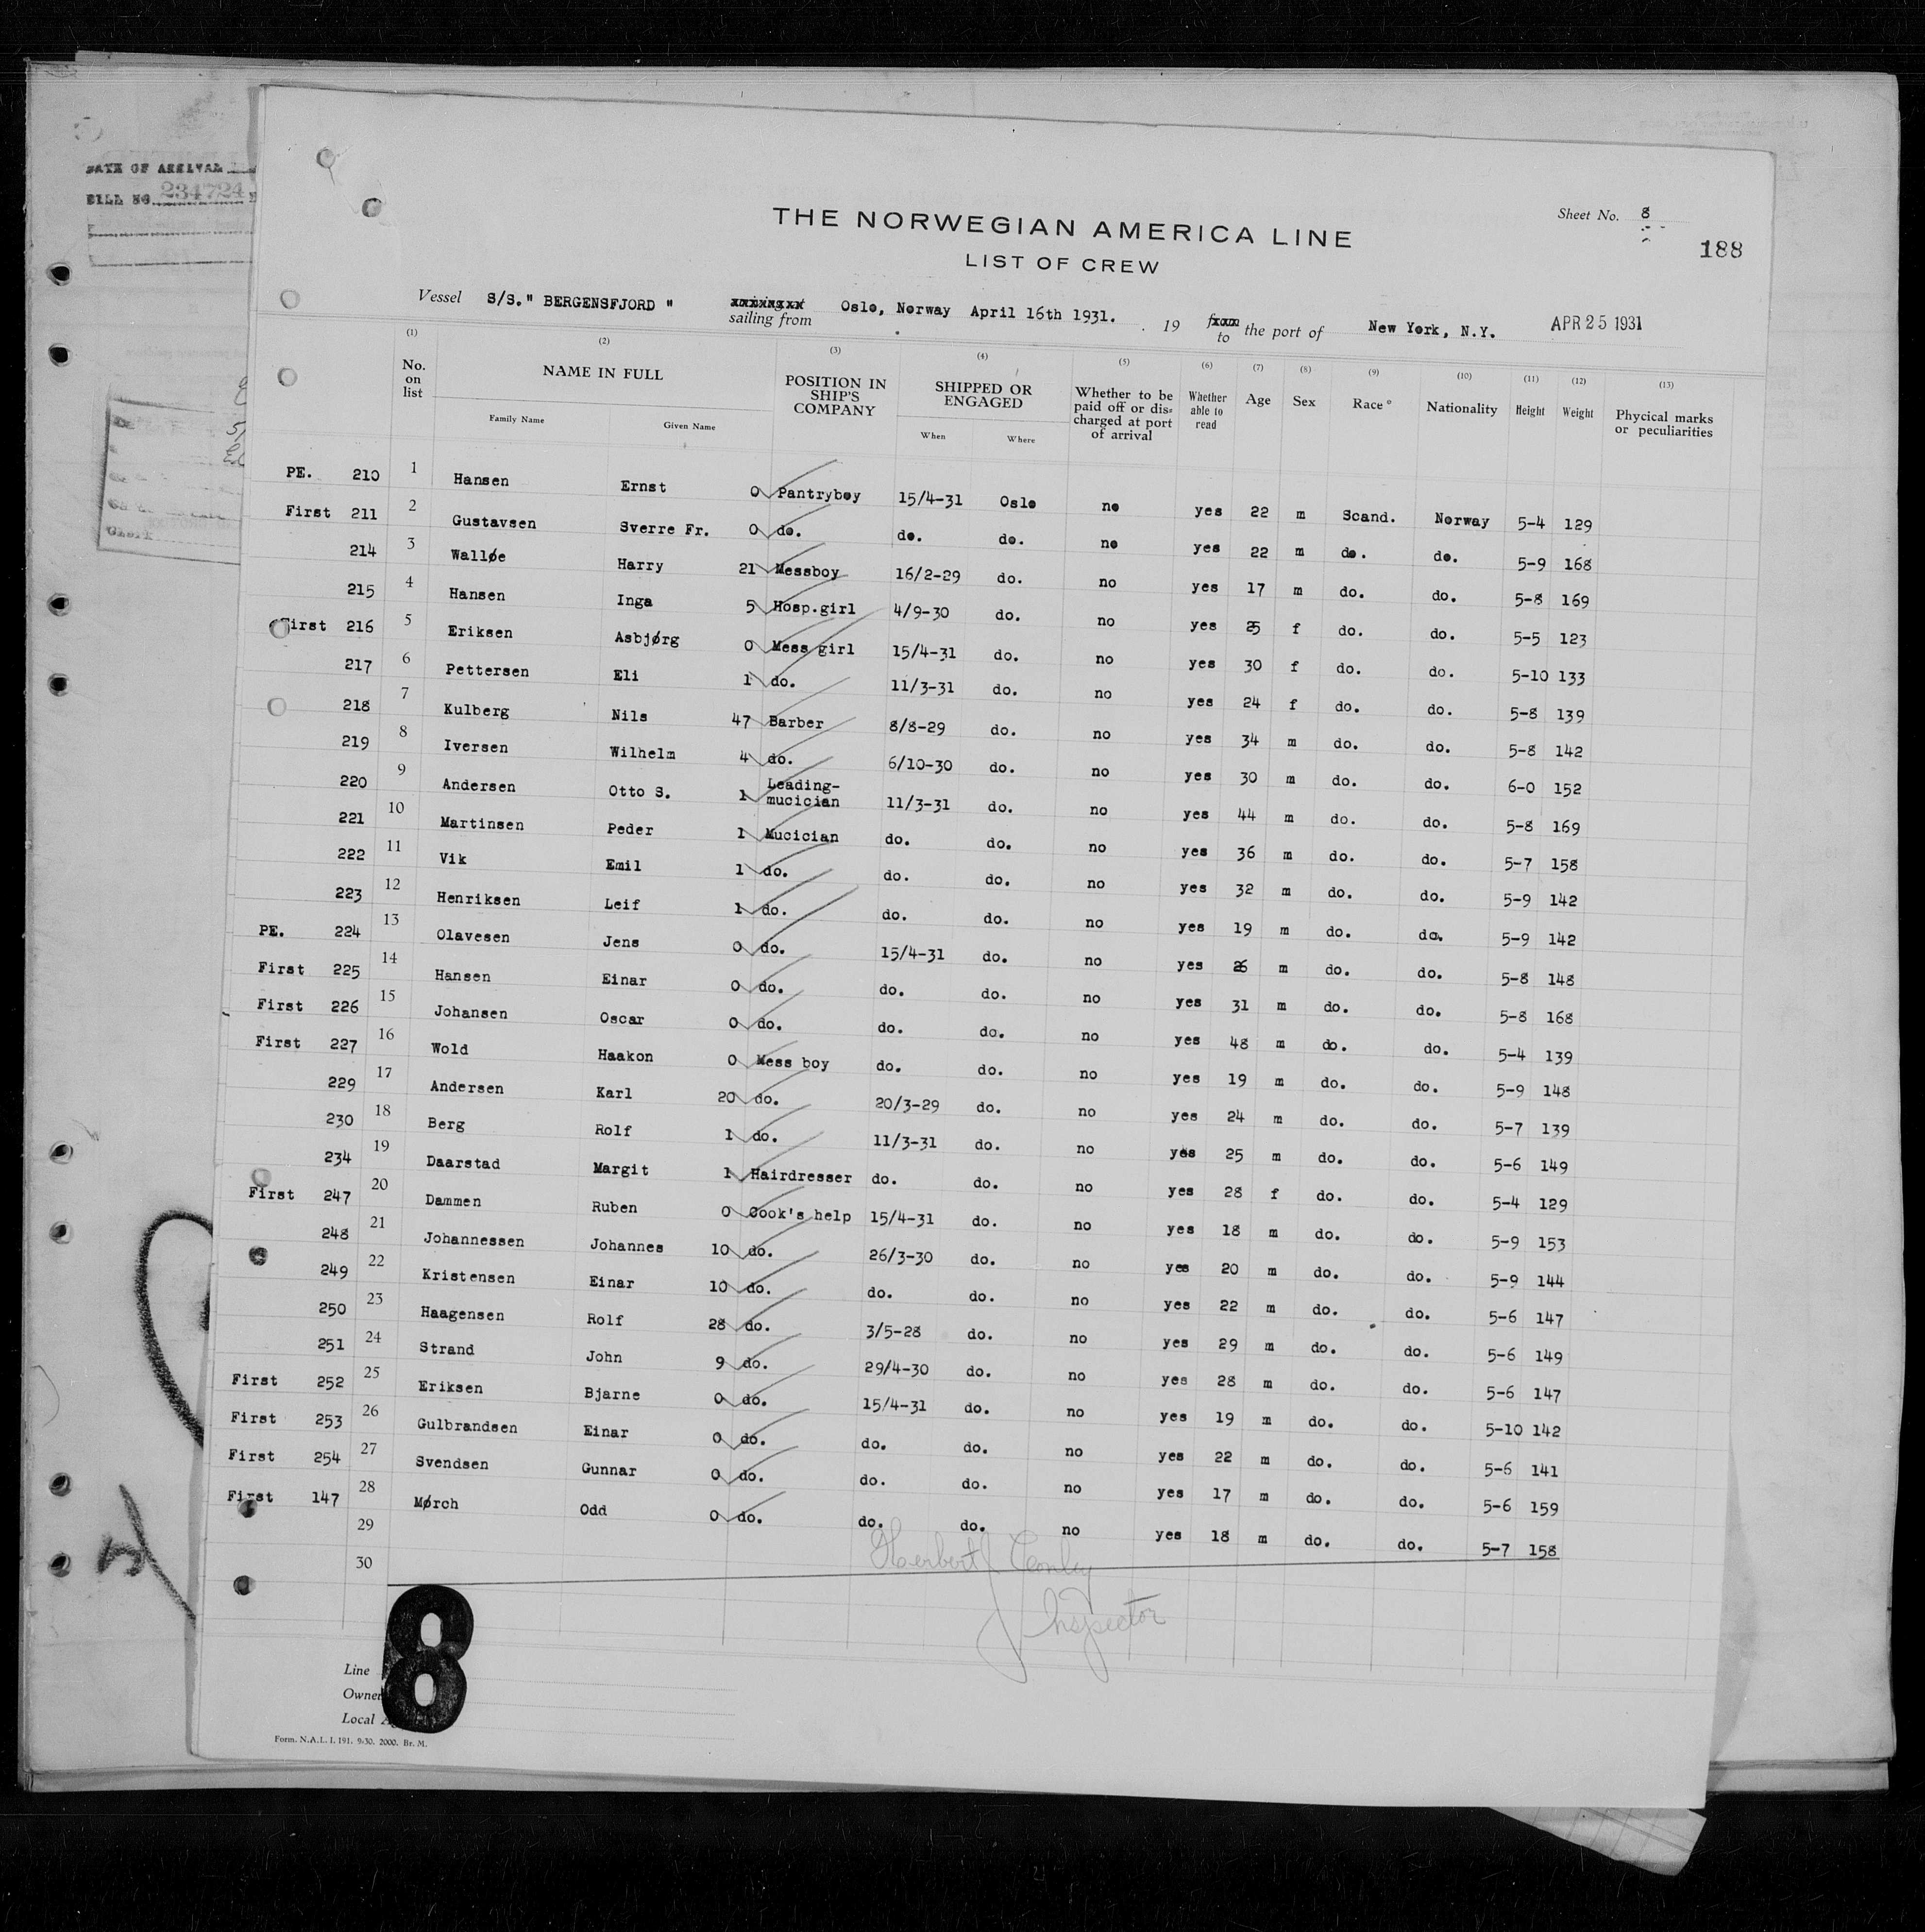 DATE OF ARRIVAL
BILL NO. 234724
Sheet No. 8
188
THE NORWEGIAN AMERICA LINE
LIST OF CREW
Vessel S/S." BERGENSFJORD " sailing from Oslo, Norway April 16th 1931. 19 from to the port of New York, N.Y. APR 25 1931
(1) (2) (3) (4) (5) (6) (7) (8) (9) (10) (11) (12) (13)
No. on list NAME IN FULL Family Name Given Name POSITION IN SHIP'S COMPANY SHIPPED OR ENGAGED When Where Whether to be paid off or dis-charged at port of arrival Whether able to read Age Sex Race° Nationality Height Weight Phycical marks or peculiarities
PE. 210 1 Hansen Ernst 0 Pantryboy 15/4-31 Oslo no yes 22 m Scand. Norway 5-4 129
First 211 2 Gustavsen Sverre Fr. 0 do. do. do. no yes 22 m do. do. 5-9 168
214 3 Walløe Harry 21 Messboy 16/2-29 do. no yes 17 m do. do. 5-8 169
215 4 Hansen Inga 5 Hosp.girl 4/9-30 do. no yes 25 f do. do. 5-5 123
First 216 5 Eriksen Asbjørg 0 Mess girl 15/4-31 do. no yes 30 f do. do. 5-10 133
217 6 Pettersen Eli 1 do. 11/3-31 do. no yes 24 f do. do. 5-8 139
218 7 Kulberg Nils 47 Barber 8/8-29 do. no yes 34 m do. do. 5-8 142
219 8 Iversen Wilhelm 4 do. 6/10-30 do. no yes 30 m do. do. 6-0 152
220 9 Andersen Otto S. 1 Leading-mucician 11/3-31 do. no yes 44 m do. do. 5-8 169
221 10 Martinsen Peder 1 Mucician do. do. no yes 36 m do. do. 5-7 158
222 11 Vik Emil 1 do. do. do. no yes 32 m do. do. 5-9 142
223 12 Henriksen Leif 1 do. do. do. no yes 19 m do. do. 5-9 142
PE. 224 13 Olavesen Jens 0 do. 15/4-31 do. no yes 26 m do. do. 5-8 148
First 225 14 Hansen Einar 0 do. do. do. no yes 31 m do. do. 5-8 168
First 226 15 Johansen Oscar 0 do. do. do. no yes 48 m do. do. 5-4 139
First 227 16 Wold Haakon 0 Mess boy do. do. no yes 19 m do. do. 5-9 148
229 17 Andersen Karl 20 do. 20/3-29 do. no yes 24 m do. do. 5-7 139
230 18 Berg Rolf 1 do. 11/3-31 do. no yes 25 m do. do. 5-6 149
234 19 Daarstad Margit 1 Hairdresser do. do. no yes 28 f do. do. 5-4 129
First 247 20 Dammen Ruben 0 Cook's help 15/4-31 do. no yes 18 m do. do. 5-9 153
248 21 Johannessen Johannes 10 do. 26/3-30 do. no yes 20 m do. do. 5-9 144
249 22 Kristensen Einar 10 do. do. do. no yes 22 m do. do. 5-6 147
250 23 Haagensen Rolf 28 do. 3/5-28 do. no yes 29 m do. do. 5-6 149
251 24 Strand John 9 do. 29/4-30 do. no yes 28 m do. do. 5-6 147
First 252 25 Eriksen Bjarne 0 do. 15/4-31 do. no yes 19 m do. do. 5-10 142
First 253 26 Gulbrandsen Einar 0 do. do. do. no yes 22 m do. do. 5-6 141
First 254 27 Svendsen Gunnar 0 do. do. do. no yes 17 m do. do. 5-6 159
First 147 28 Mørch Odd 0 do. do. do. no yes 18 m do. do. 5-7 158
29
30
Herbert J Conley
Inspector
8
Line
Owner
Local
Form. N.A.L. I. 191. 9:30. 2000. Br. M.